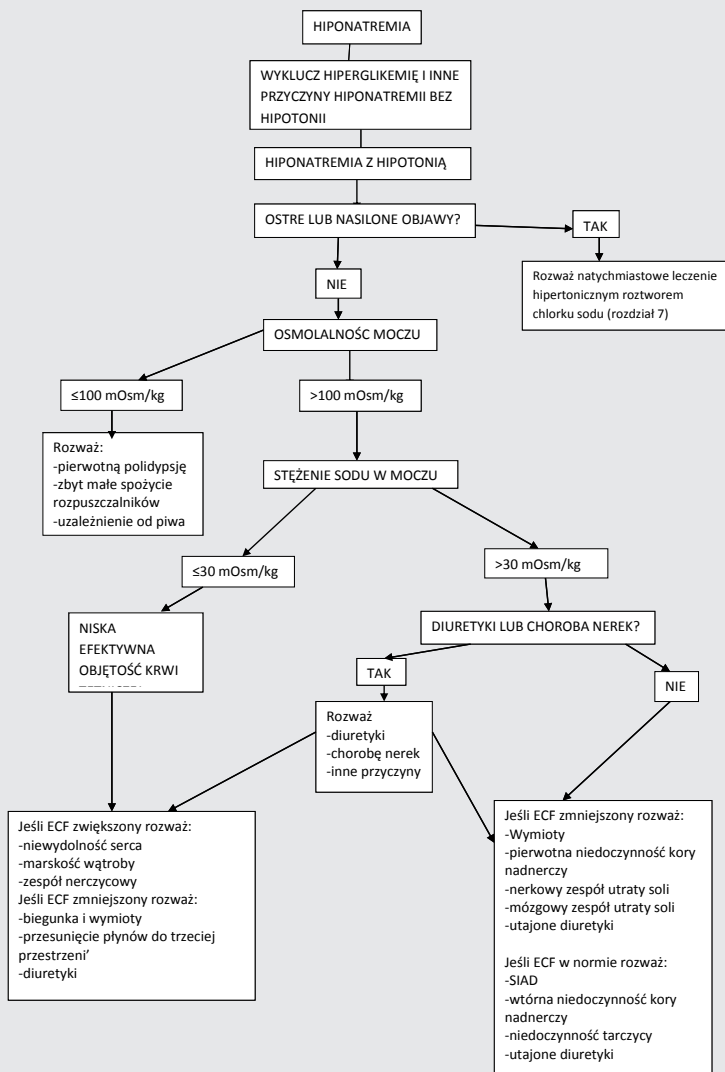 HIPONATREMIA
WYKLUCZ HIPERGLIKEMIĘ I INNE
PRZYCZYNY HIPONATREMII BEZ
HIPOTONII
HIPONATREMIA Z HIPOTONIĄ
OSTRE LUB NASILONE OBJAWY?
TAK
Rozważ natychmiastowe leczenie
hipertonicznym roztworem
chlorku sodu (rozdział 7)
NIE
OSMOLALNOŚC MOCZU
≤100 mOsm/kg
>100 mOsm/kg
Rozważ:
-pierwotną polidypsję
-zbyt małe spożycie
rozpuszczalników
-uzależnienie od piwa
STĘŻENIE SODU W MOCZU
≤30 mOsm/kg
>30 mOsm/kg
NISKA
EFEKTYWNA
OBJĘTOŚĆ KRWI
DIURETYKI LUB CHOROBA NEREK?
TAK
NIE
Rozważ
-diuretyki
-chorobę nerek
-inne przyczyny
Jeśli ECF zwiększony rozważ:
-niewydolność serca
-marskość wątroby
-zespół nerczycowy
Jeśli ECF zmniejszony rozważ:
-biegunka i wymioty
-przesunięcie płynów do trzeciej
przestrzeni’
-diuretyki
Jeśli ECF zmniejszony rozważ:
-Wymioty
-pierwotna niedoczynność kory
nadnerczy
-nerkowy zespół utraty soli
-mózgowy zespół utraty soli
-utajone diuretyki
Jeśli ECF w normie rozważ:
-SIAD
-wtórna niedoczynność kory
nadnerczy
-niedoczynność tarczycy
-utajone diuretyki